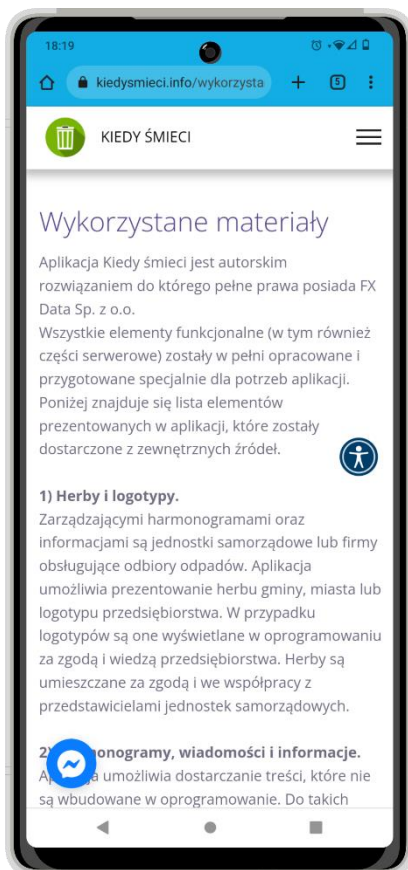 18:19
kiedysmieci.info/wykorzysta
5
KIEDY ŚMIECI
Wykorzystane materiały
Aplikacja Kiedy śmieci jest autorskim
rozwiązaniem do którego pełne prawa posiada FX
Data Sp. z o.o.
Wszystkie elementy funkcjonalne (w tym również
części serwerowe) zostały w pełni opracowane i
przygotowane specjalnie dla potrzeb aplikacji.
Poniżej znajduje się lista elementów
prezentowanych w aplikacji, które zostały
dostarczone z zewnętrznych źródeł.
1) Herby i logotypy.
Zarządzającymi harmonogramami oraz
informacjami są jednostki samorządowe lub firmy
obsługujące odbiory odpadów. Aplikacja
umożliwia prezentowanie herbu gminy, miasta lub
logotypu przedsiębiorstwa. W przypadku
logotypów są one wyświetlane w oprogramowaniu
za zgodą i wiedzą przedsiębiorstwa. Herby są
umieszczane za zgodą i we współpracy z
przedstawicielami jednostek samorządowych.
2) onogramy, wiadomości i informacje.
umożliwia dostarczanie treści, które nie
są wbudowane w oprogramowanie. Do takich